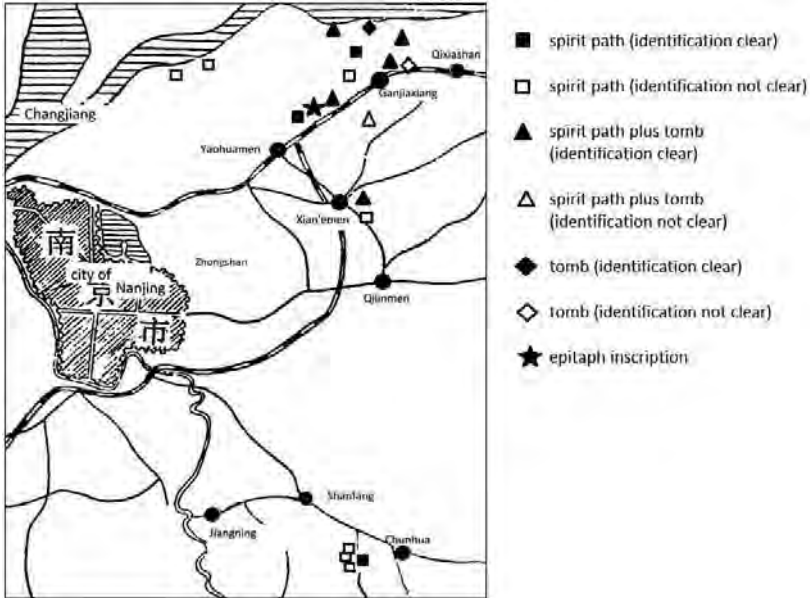 Changjiang
Qixiashan
Ganjiaxiang
Yaohuamen
Xian'emen
Zhongshan
Qilinmen
南
city of
京
Nanjing
市
Shanfang
Jiangning
Chunhua
spirit path (identification clear)
spirit path (identification not clear)
spirit path plus tomb
(identification clear)
spirit path plus tomb
(identification not clear)
tomb (identification clear)
tomb (identification not clear)
epitaph inscription